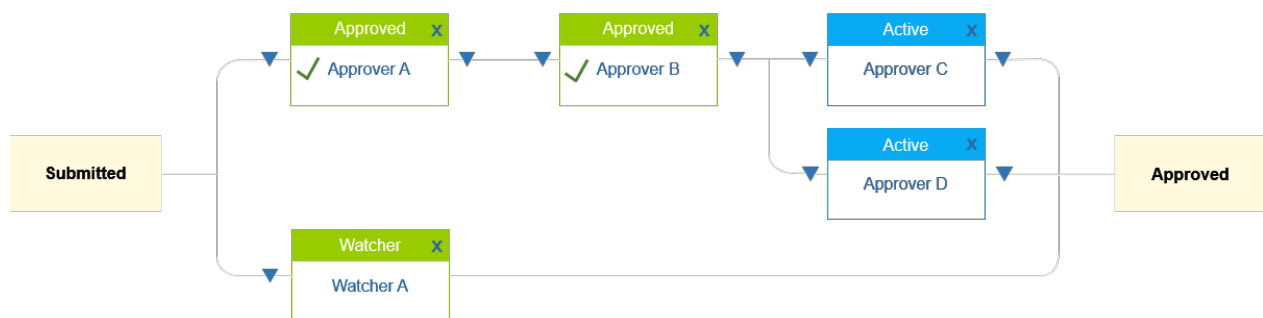 Approved x
Approver A
Approved x
Approver B
Active x
Approver C
Submitted
Active x
Approver D
Approved
Watcher x
Watcher A